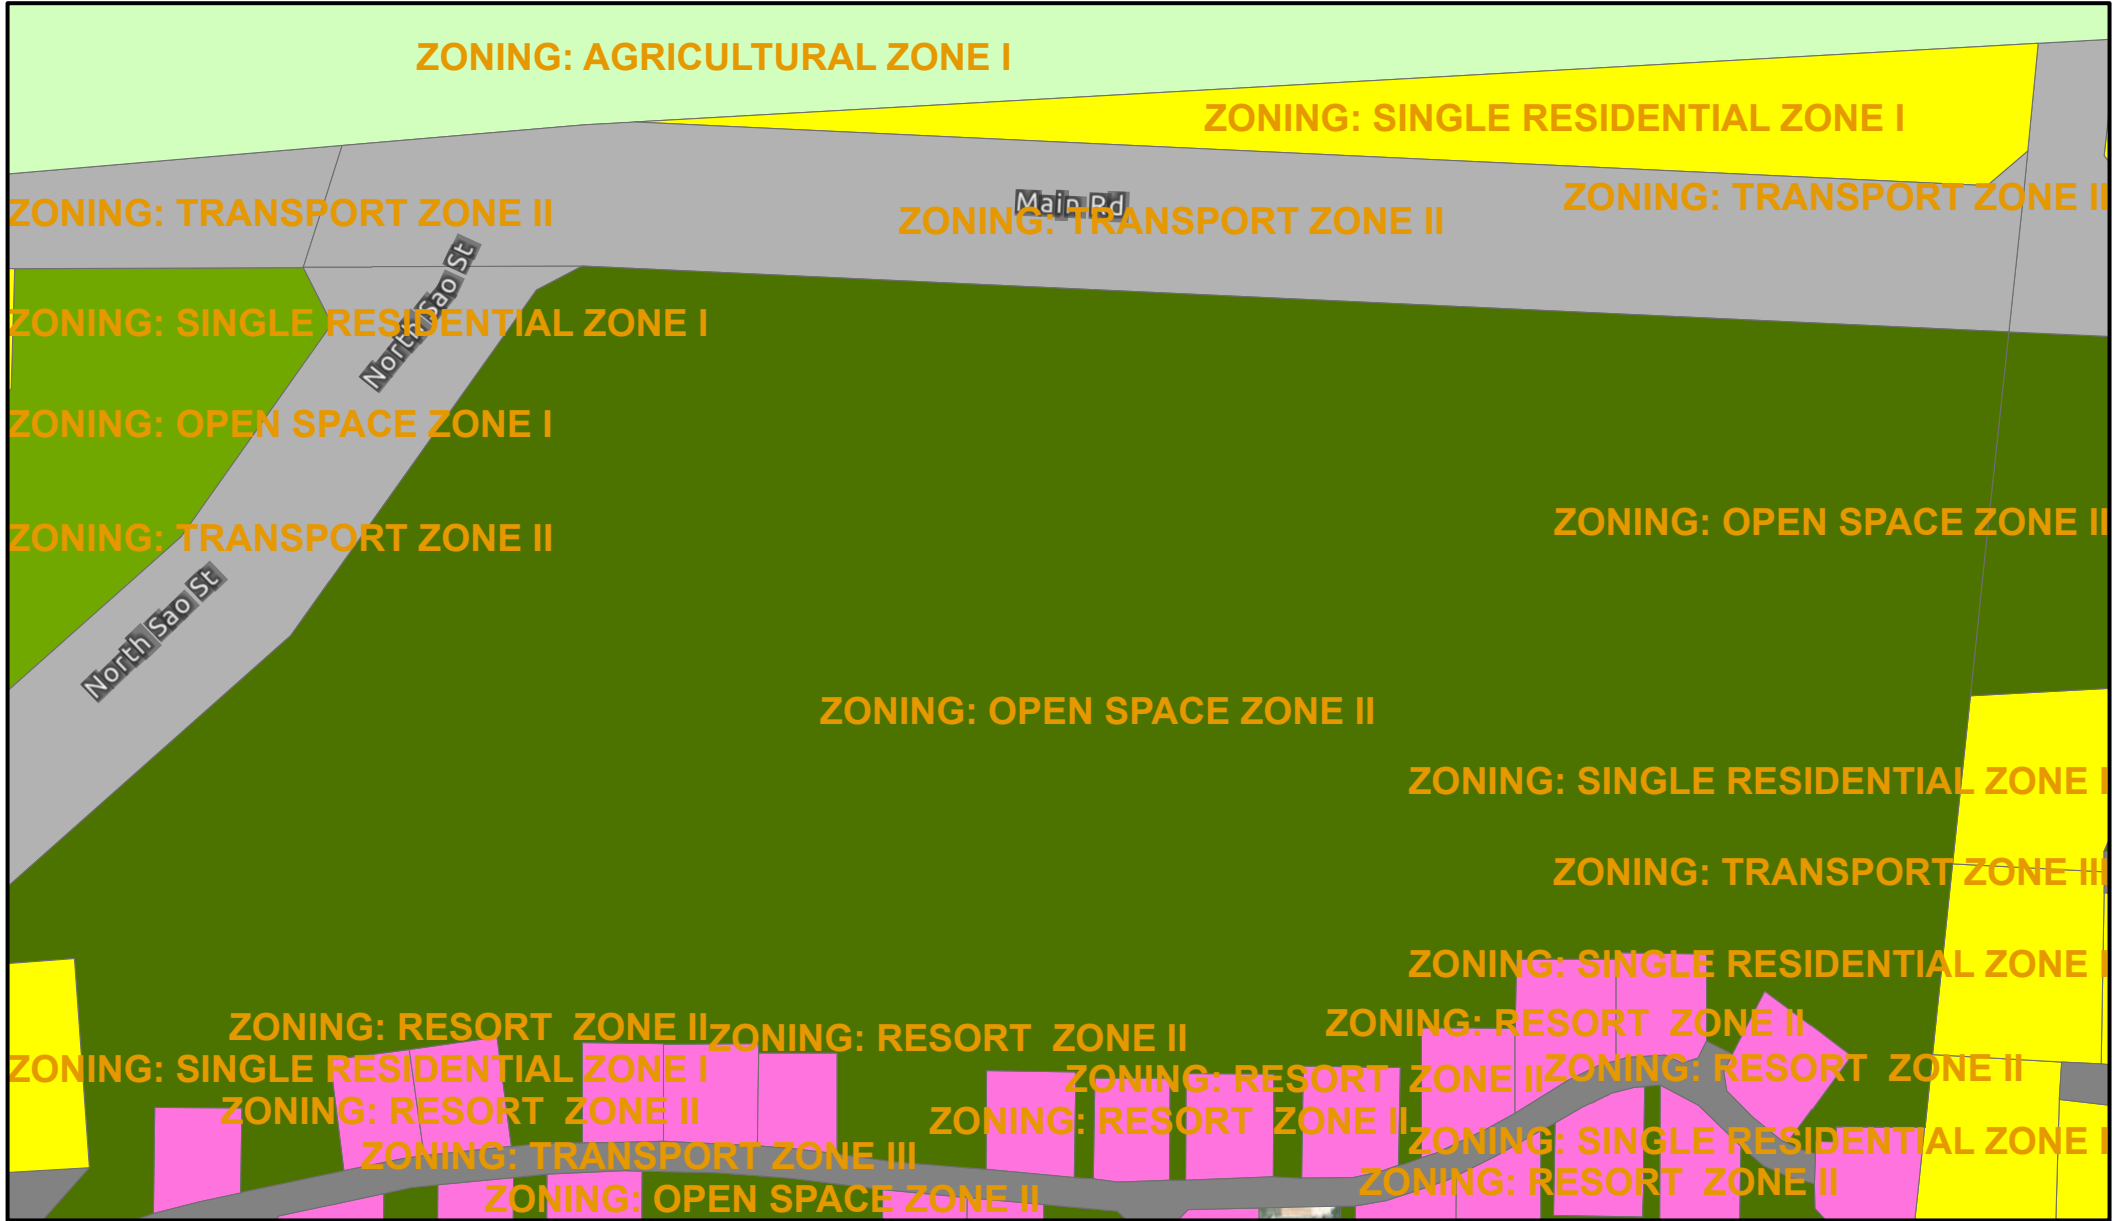 ZONING: AGRICULTURAL ZONE I
ZONING: SINGLE RESIDENTIAL ZONE I
ZONING: TRANSPORT ZONE II
Main Rd
ZONING: TRANSPORT ZONE II
ZONING: TRANSPORT ZONE II
North Sao St
ZONING: SINGLE RESIDENTIAL ZONE I
ZONING: OPEN SPACE ZONE I
ZONING: OPEN SPACE ZONE II
ZONING: TRANSPORT ZONE II
North Sao St
ZONING: OPEN SPACE ZONE II
ZONING: SINGLE RESIDENTIAL ZONE I
ZONING: TRANSPORT ZONE III
ZONING: SINGLE RESIDENTIAL ZONE I
ZONING: RESORT  ZONE II
ZONING: RESORT  ZONE II
ZONING: RESORT  ZONE II
ZONING: SINGLE RESIDENTIAL ZONE I
ZONING: RESORT  ZONE II
ZONING: RESORT  ZONE II
ZONING: RESORT  ZONE II
ZONING: RESORT  ZONE II
ZONING: SINGLE RESIDENTIAL ZONE I
ZONING: TRANSPORT ZONE III
ZONING: RESORT  ZONE II
ZONING: OPEN SPACE ZONE II